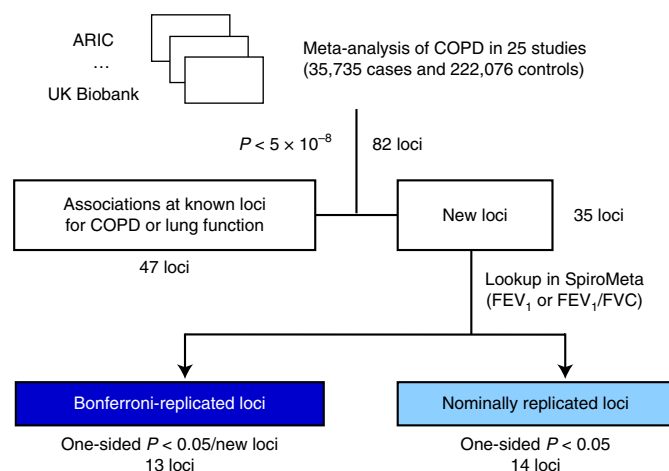 ARIC
...
UK Biobank
Meta-analysis of COPD in 25 studies
(35,735 cases and 222,076 controls)
P < 5 × 10⁻⁸
82 loci
Associations at known loci
for COPD or lung function
47 loci
New loci
35 loci
Lookup in SpiroMeta
(FEV₁ or FEV₁/FVC)
Bonferroni-replicated loci
One-sided P < 0.05/new loci
13 loci
Nominally replicated loci
One-sided P < 0.05
14 loci